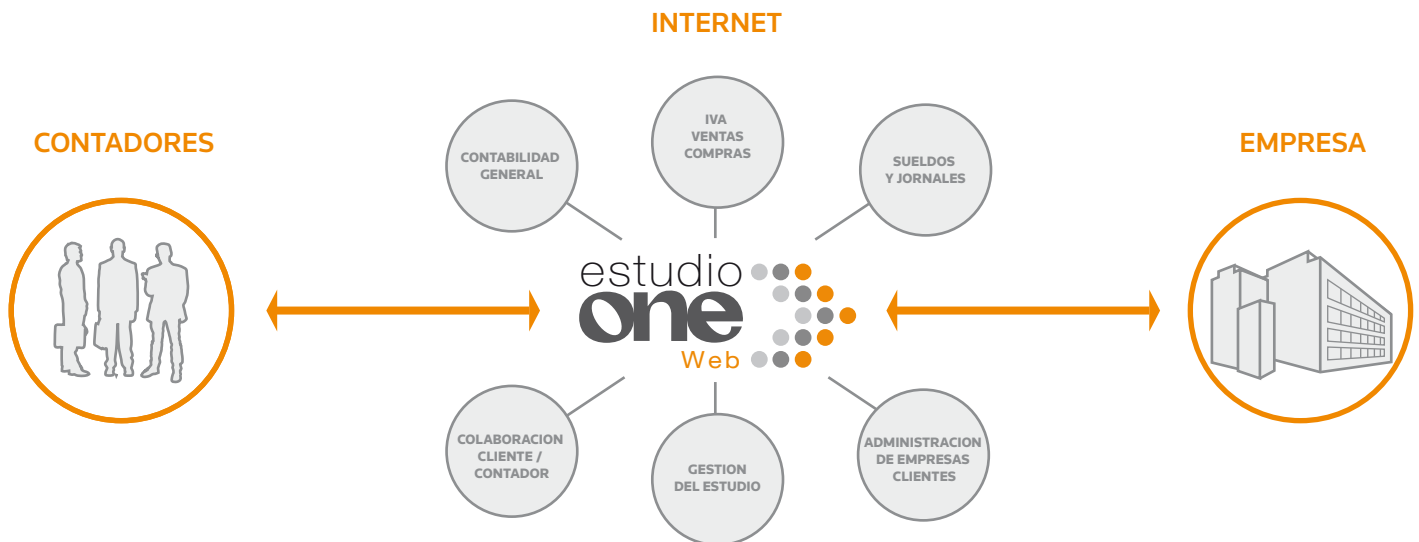 INTERNET
CONTADORES
EMPRESA
CONTABILIDAD
GENERAL
IVA
VENTAS
COMPRAS
SUELDOS
Y JORNALES
estudio
one
Web
COLABORACION
CLIENTE /
CONTADOR
GESTION
DEL ESTUDIO
ADMINISTRACION
DE EMPRESAS
CLIENTES